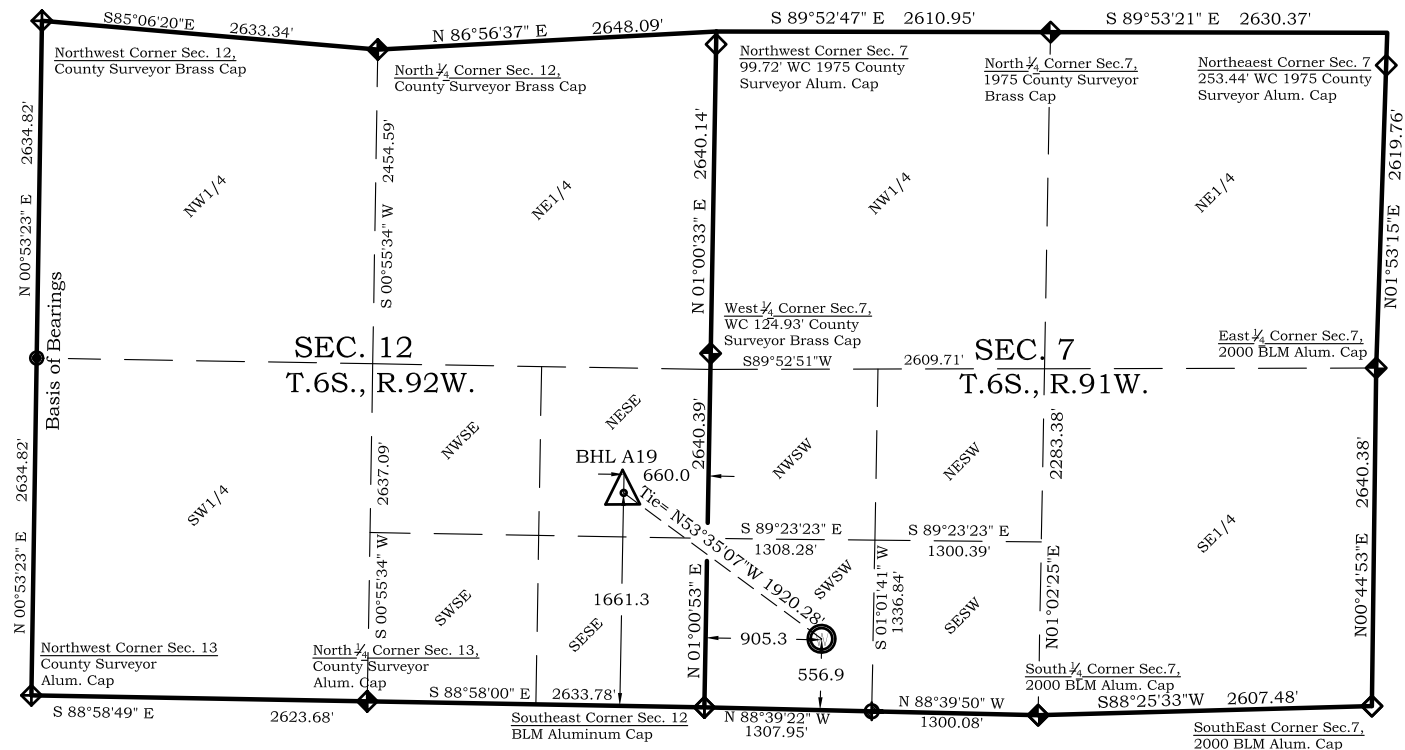 S85°06'20"E 2633.34'
N 86°56'37" E 2648.09'
S 89°52'47" E 2610.95'
S 89°53'21" E 2630.37'
Northwest Corner Sec. 12,
County Surveyor Brass Cap
North ¼ Corner Sec. 12,
County Surveyor Brass Cap
Northwest Corner Sec. 7
99.72' WC 1975 County
Surveyor Alum. Cap
North ¼ Corner Sec.7,
1975 County Surveyor
Brass Cap
Northeaest Corner Sec. 7
253.44' WC 1975 County
Surveyor Alum. Cap
N 00°53'23" E 2634.82'
S 00°55'34" W 2454.59'
N 01°00'33" E 2640.14'
N01°53'15"E 2619.76'
NW1/4
NE1/4
NW1/4
NE1/4
Basis of Bearings
West ¼ Corner Sec.7,
WC 124.93' County
Surveyor Brass Cap
East ¼ Corner Sec.7,
2000 BLM Alum. Cap
SEC. 12
T.6S., R.92W.
S89°52'51"W 2609.71'
SEC. 7
T.6S., R.91W.
NWSE
NESE
NWSW
NESW
BHL A19
660.0
2640.39'
2283.38'
2640.38'
2634.82'
2637.09'
SW1/4
SE1/4
Tie= N53°35'07"W 1920.28'
S 89°23'23" E
1308.28'
S 89°23'23" E
1300.39'
N 00°53'23" E
S 00°55'34" W
N 01°00'53" E
S 01°01'41" W
1336.84'
N01°02'25"E
N00°44'53"E
SWSE
SESE
SWSW
SESW
1661.3
905.3
556.9
Northwest Corner Sec. 13
County Surveyor
Alum. Cap
North ¼ Corner Sec. 13,
County Surveyor
Alum. Cap
South ¼ Corner Sec.7,
2000 BLM Alum. Cap
S 88°58'49" E 2623.68'
S 88°58'00" E 2633.78'
Southeast Corner Sec. 12
BLM Aluminum Cap
N 88°39'22" W
1307.95'
N 88°39'50" W
1300.08'
S88°25'33"W 2607.48'
SouthEast Corner Sec.7,
2000 BLM Alum. Cap